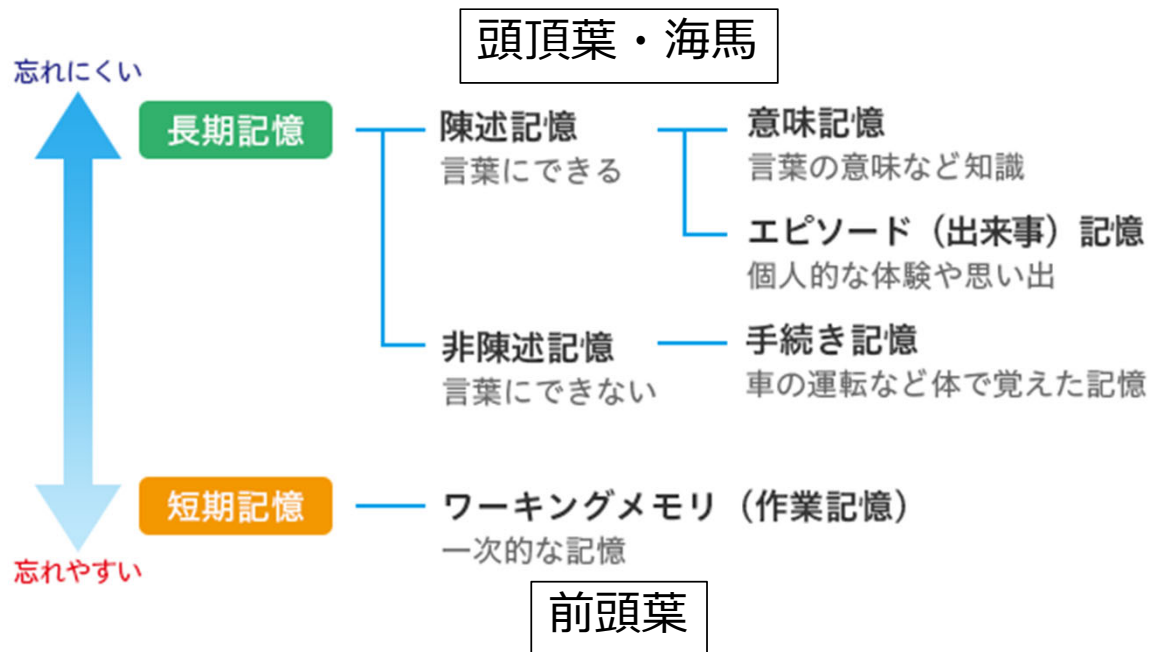 頭頂葉・海馬
忘れにくい
長期記憶
陳述記憶
言葉にできる
意味記憶
言葉の意味など知識
エピソード（出来事）記憶
個人的な体験や思い出
非陳述記憶
言葉にできない
手続き記憶
車の運転など体で覚えた記憶
短期記憶
ワーキングメモリ（作業記憶）
一次的な記憶
忘れやすい
前頭葉